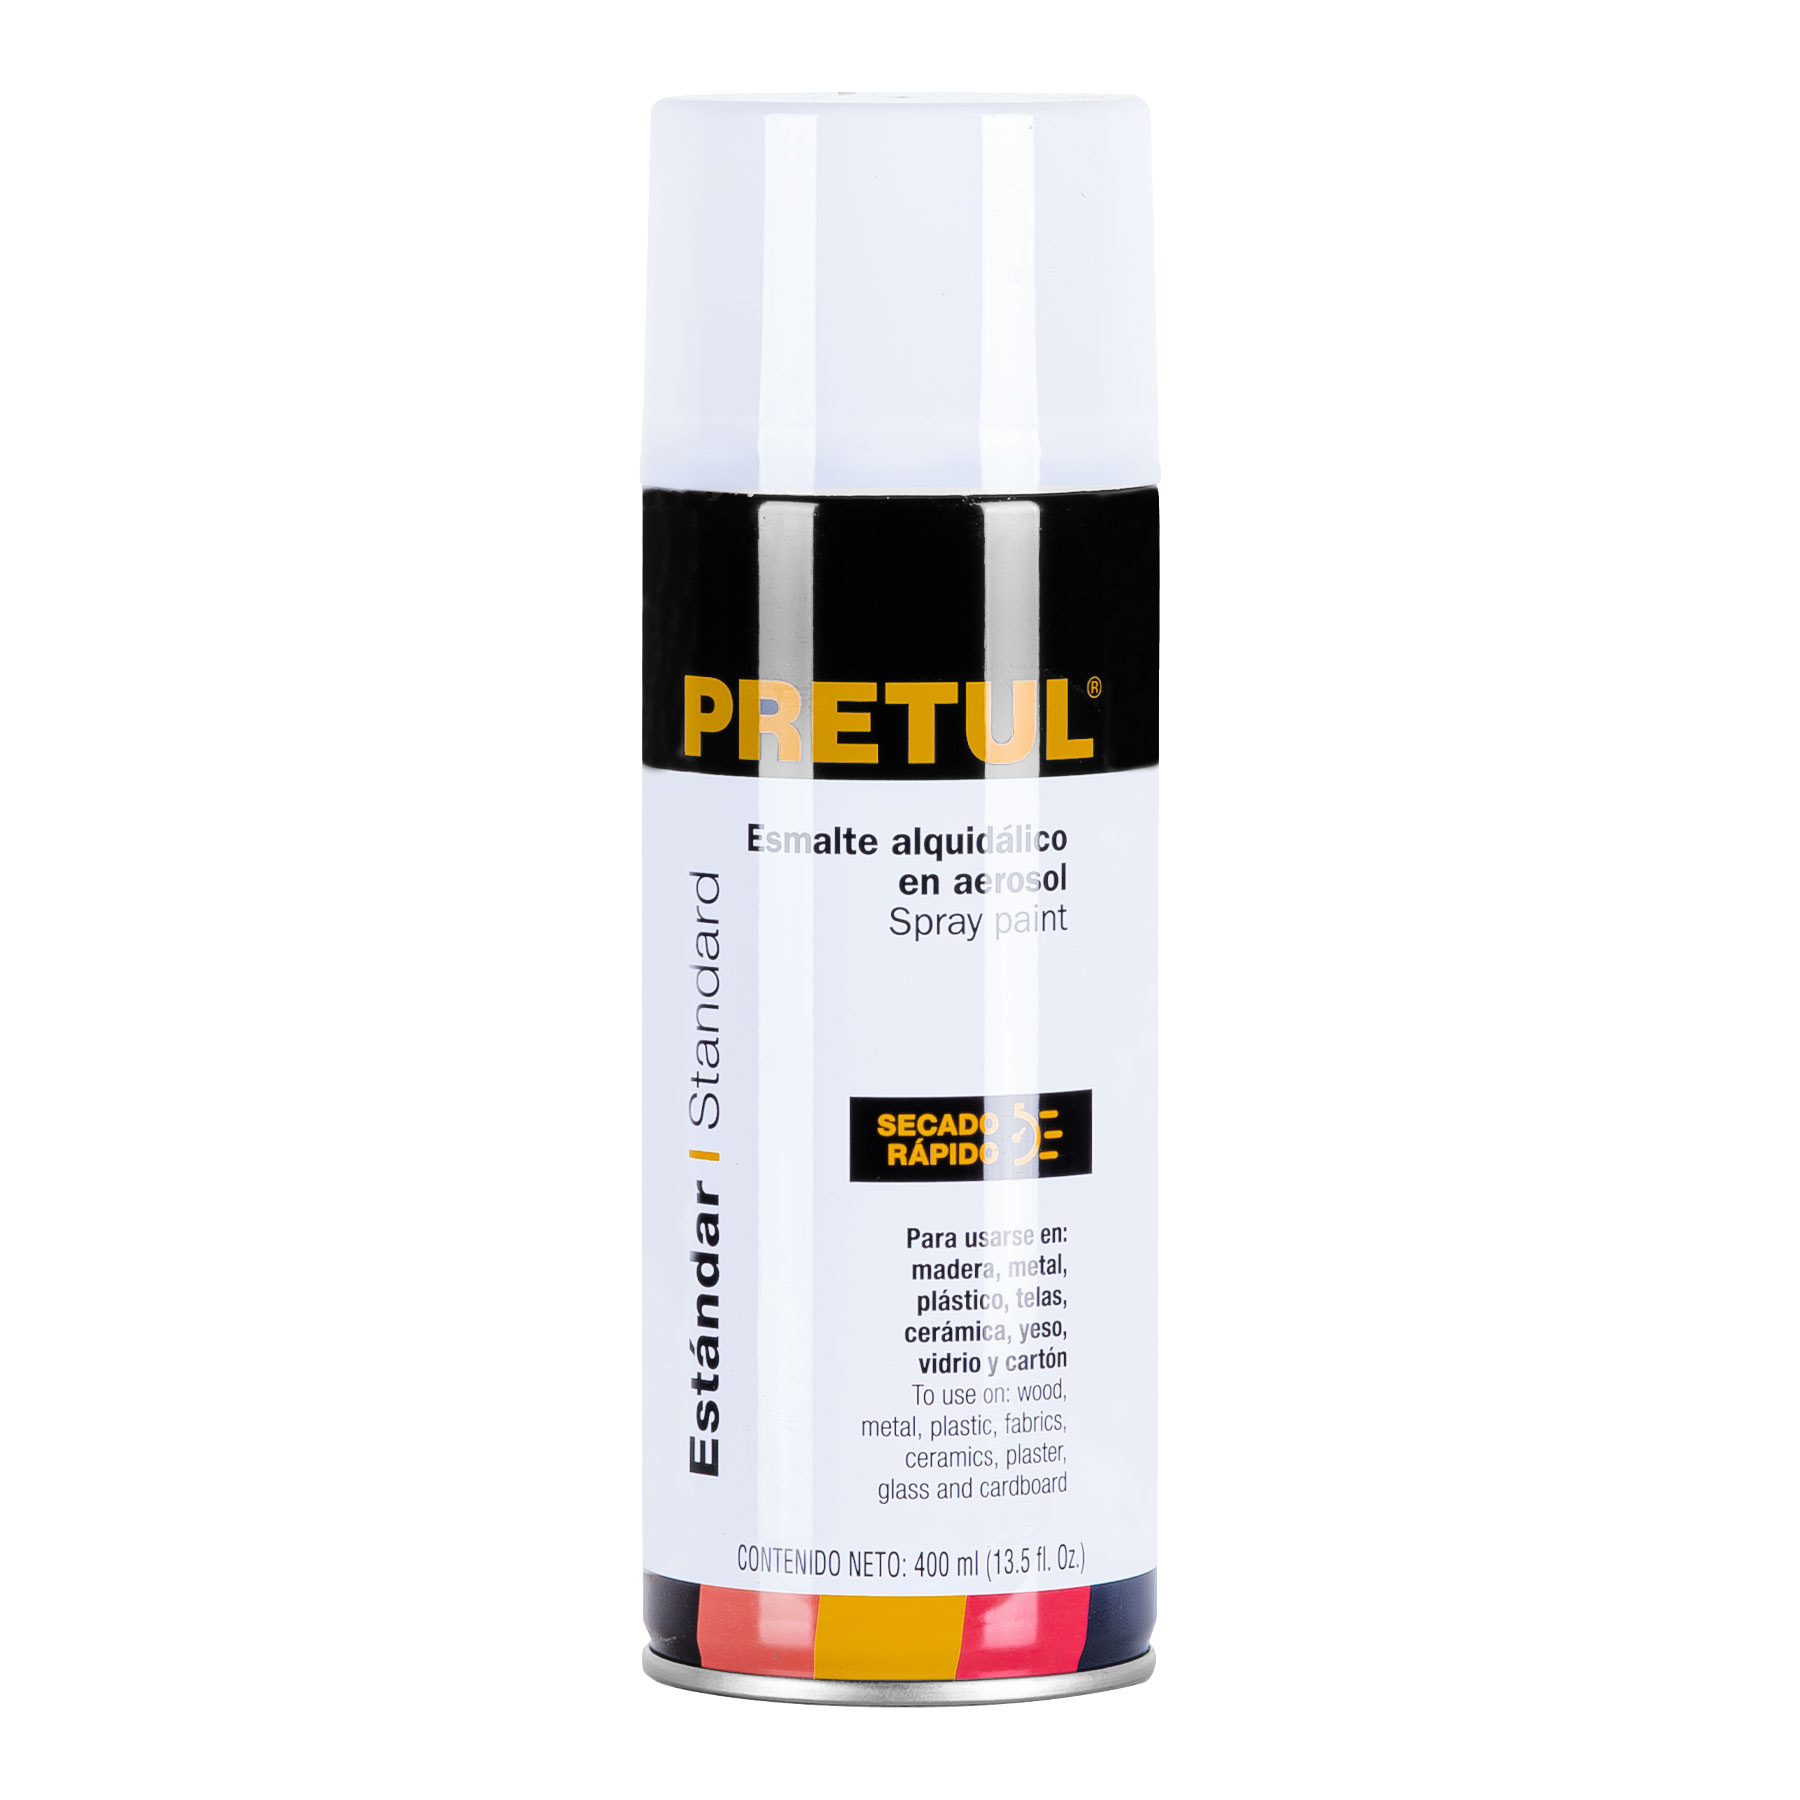 PRETUL®
Esmalte alquidálico
en aerosol
Spray paint
Estándar | Standard
SECADO
RÁPIDO
Para usarse en:
madera, metal,
plástico, telas,
cerámica, yeso,
vidrio y cartón
To use on: wood,
metal, plastic, fabrics,
ceramics, plaster,
glass and cardboard
CONTENIDO NETO: 400 ml (13.5 fl. Oz.)